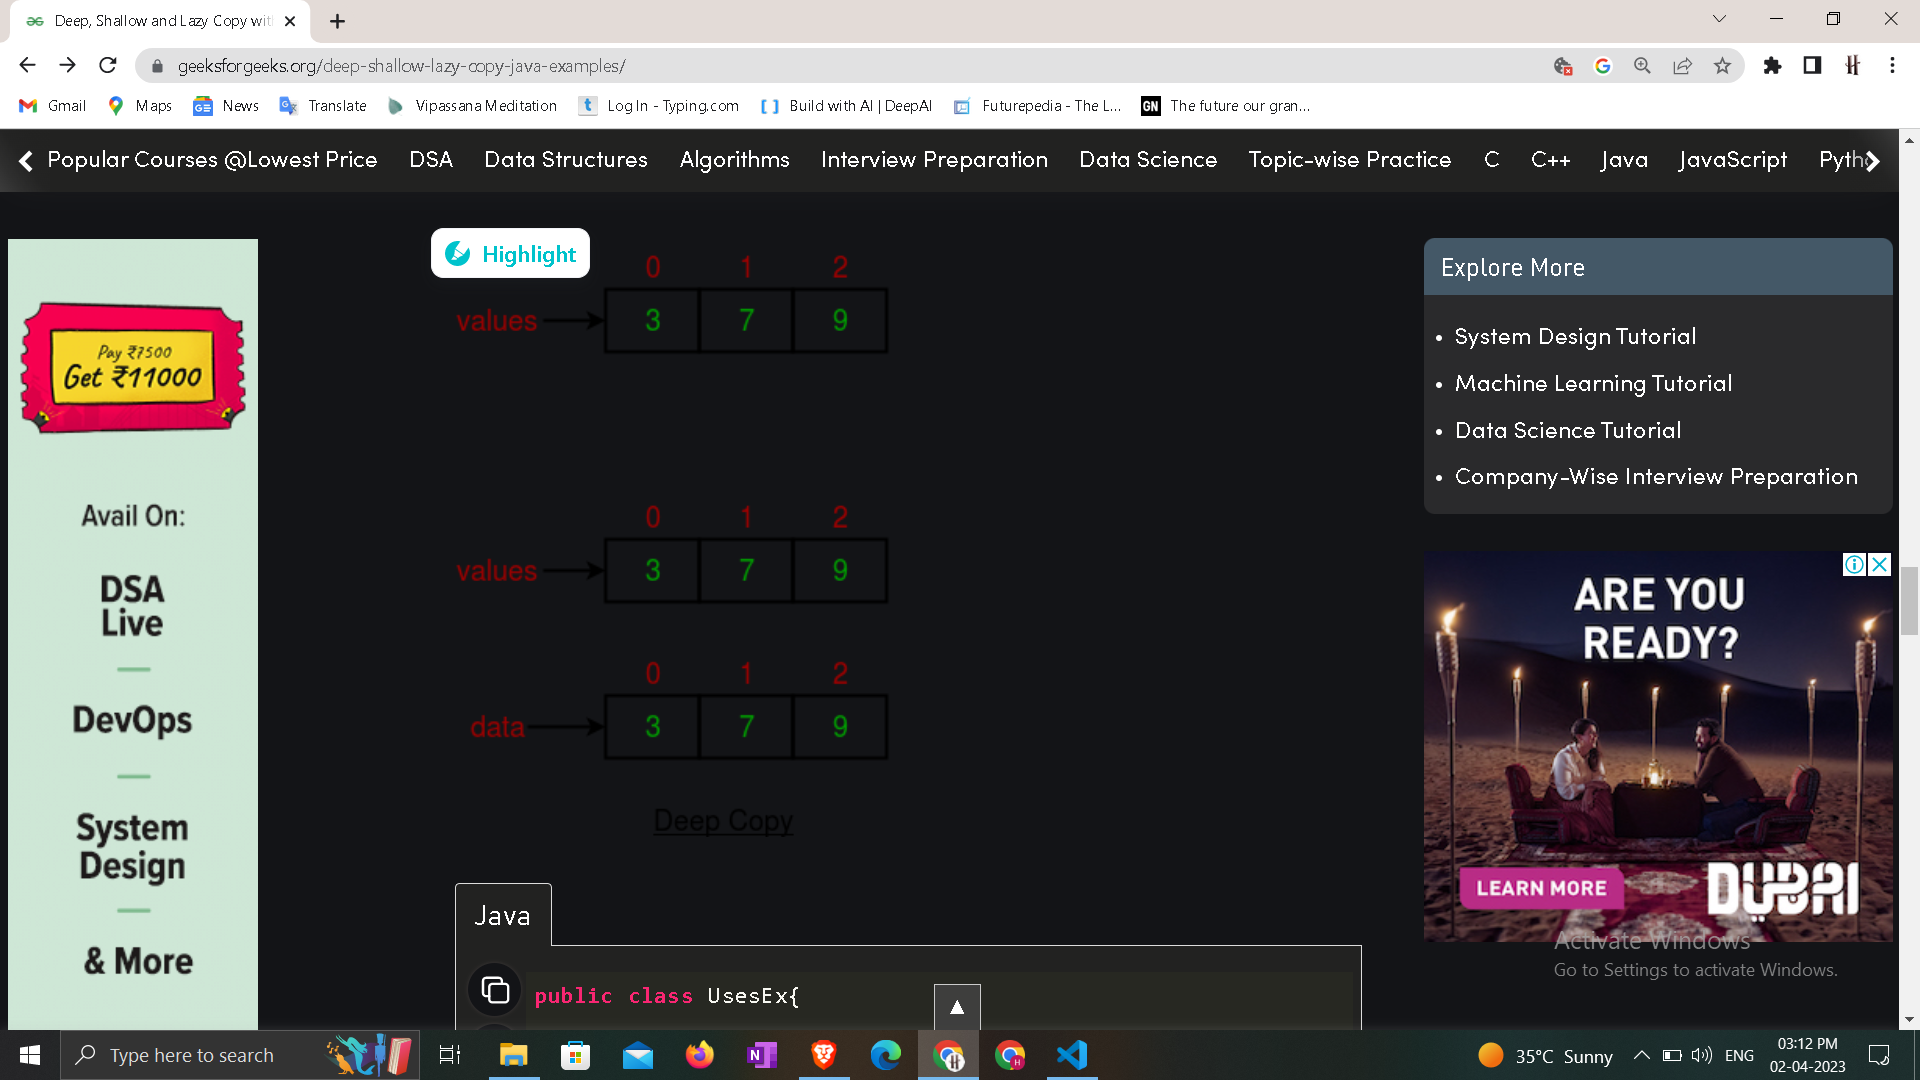 Deep, Shallow and Lazy Copy wit
geeksforgeeks.org/deep-shallow-lazy-copy-java-examples/
Gmail Maps News Translate Vipassana Meditation Log In - Typing.com Build with AI | DeepAI Futurepedia - The L... GN The future our gran...
Popular Courses @Lowest Price DSA Data Structures Algorithms Interview Preparation Data Science Topic-wise Practice C C++ Java JavaScript Pytho
Highlight
0 1 2
values 3 7 9
0 1 2
values 3 7 9
0 1 2
data 3 7 9
Deep Copy
Java
public class UsesEx{
Pay ₹7500
Get ₹11000
Avail On:
DSA
Live
DevOps
System
Design
& More
Explore More
• System Design Tutorial
• Machine Learning Tutorial
• Data Science Tutorial
• Company-Wise Interview Preparation
ARE YOU
READY?
LEARN MORE
DUBAI
Activate Windows
Go to Settings to activate Windows.
Type here to search
35°C Sunny
ENG
03:12 PM
02-04-2023